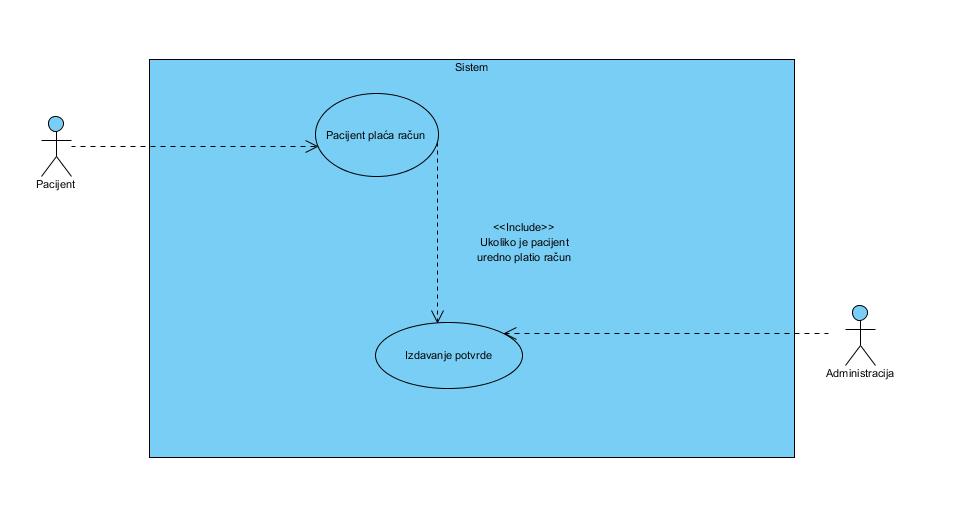 Sistem
Pacijent plaća račun
Pacijent
<<Include>>
Ukoliko je pacijent
uredno platio račun
Izdavanje potvrde
Administracija